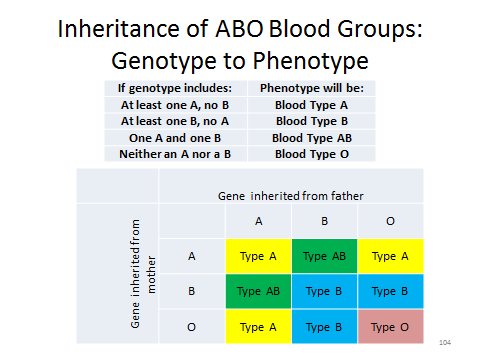 Inheritance of ABO Blood Groups:
Genotype to Phenotype
If genotype includes: Phenotype will be:
At least one A, no B Blood Type A
At least one B, no A Blood Type B
One A and one B Blood Type AB
Neither an A nor a B Blood Type O
Gene inherited from father
A B O
Gene inherited from
mother
A Type A Type AB Type A
B Type AB Type B Type B
O Type A Type B Type O
104